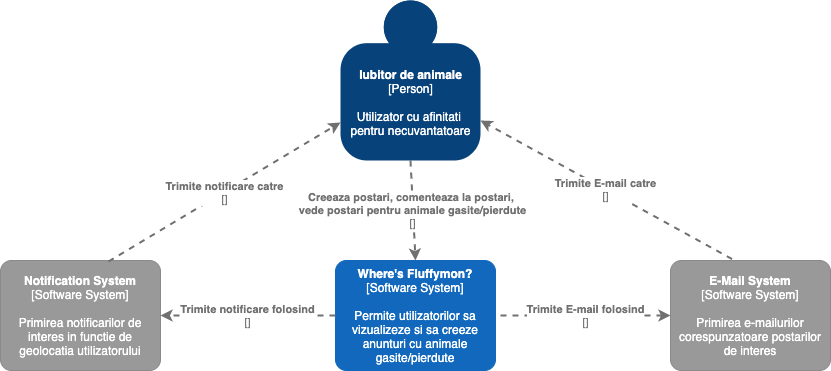 Iubitor de animale
[Person]
Utilizator cu afinitati
pentru necuvantatoare
Trimite notificare catre
[]
Creeaza postari, comenteaza la postari,
vede postari pentru animale gasite/pierdute
[]
Trimite E-mail catre
[]
Notification System
[Software System]
Primirea notificarilor de
interes in functie de
geolocatia utilizatorului
Trimite notificare folosind
[]
Where's Fluffymon?
[Software System]
Permite utilizatorilor sa
vizualizeze si sa creeze
anunturi cu animale
gasite/pierdute
Trimite E-mail folosind
[]
E-Mail System
[Software System]
Primirea e-mailurilor
corespunzatoare postarilor
de interes